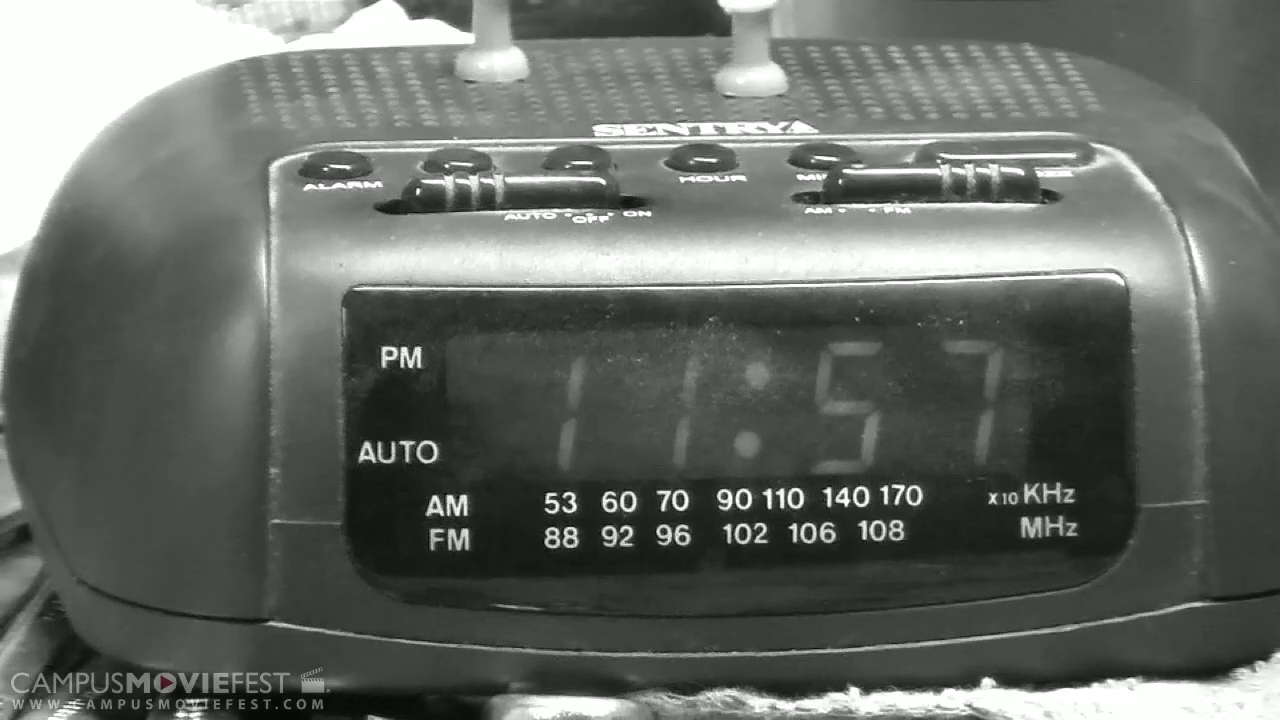 SENTRY
ALARM
HOUR
AUTO OFF ON
AM PM
PM
11:57
AUTO
AM 53 60 70 90 110 140 170 x10 KHz
FM 88 92 96 102 106 108 MHz
CAMPUSMOVIEFEST
WWW.CAMPUSMOVIEFEST.COM